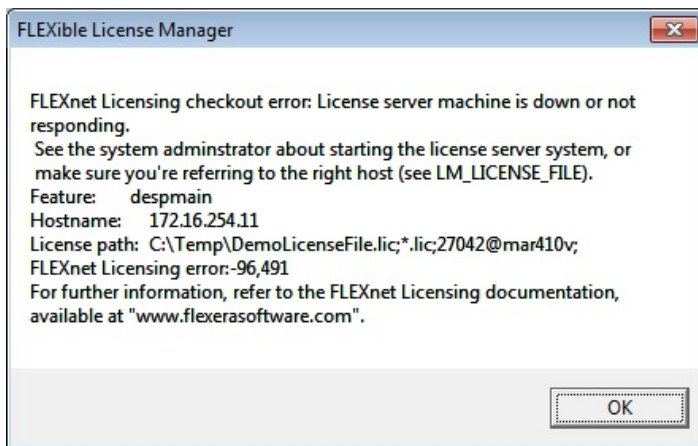 FLEXible License Manager
FLEXnet Licensing checkout error: License server machine is down or not
responding.
See the system adminstrator about starting the license server system, or
make sure you're referring to the right host (see LM_LICENSE_FILE).
Feature: despmain
Hostname: 172.16.254.11
License path: C:\Temp\DemoLicenseFile.lic;*.lic;27042@mar410v;
FLEXnet Licensing error:-96,491
For further information, refer to the FLEXnet Licensing documentation,
available at "www.flexerasoftware.com".
OK